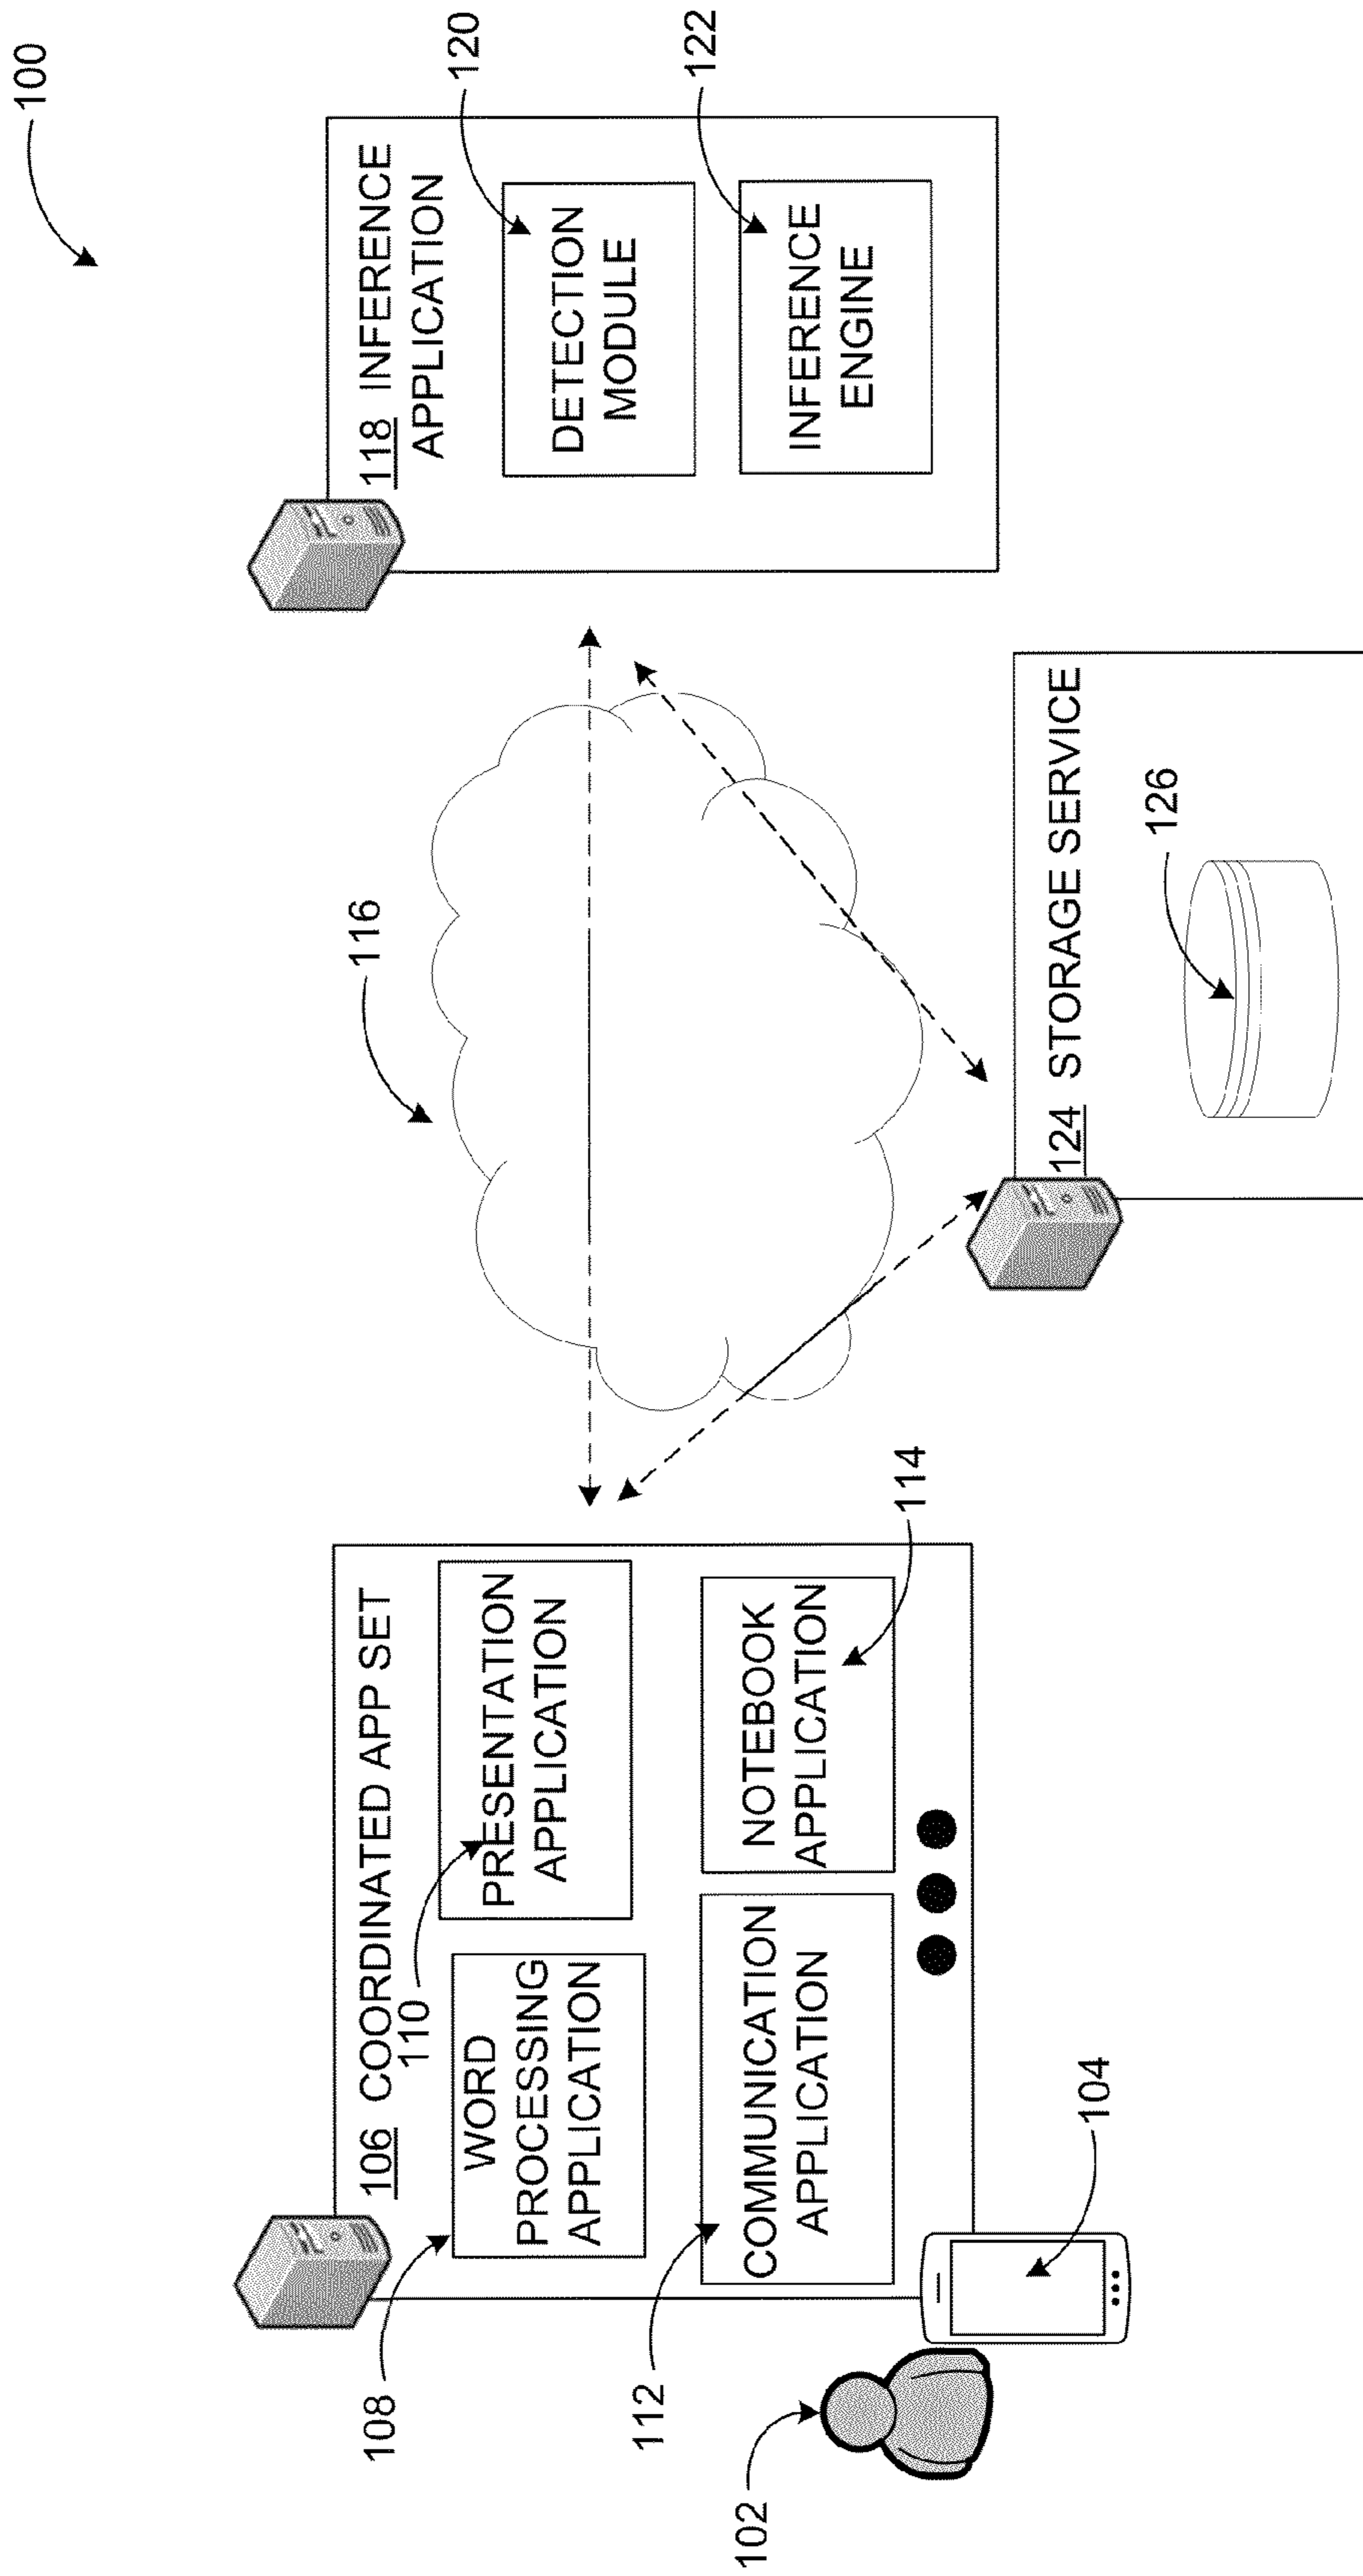 100
106 COORDINATED APP SET
110
108
WORD
PROCESSING
APPLICATION
PRESENTATION
APPLICATION
112
COMMUNICATION
APPLICATION
NOTEBOOK
APPLICATION
114
102
104
116
118 INFERENCE
APPLICATION
120
DETECTION
MODULE
122
INFERENCE
ENGINE
124 STORAGE SERVICE
126